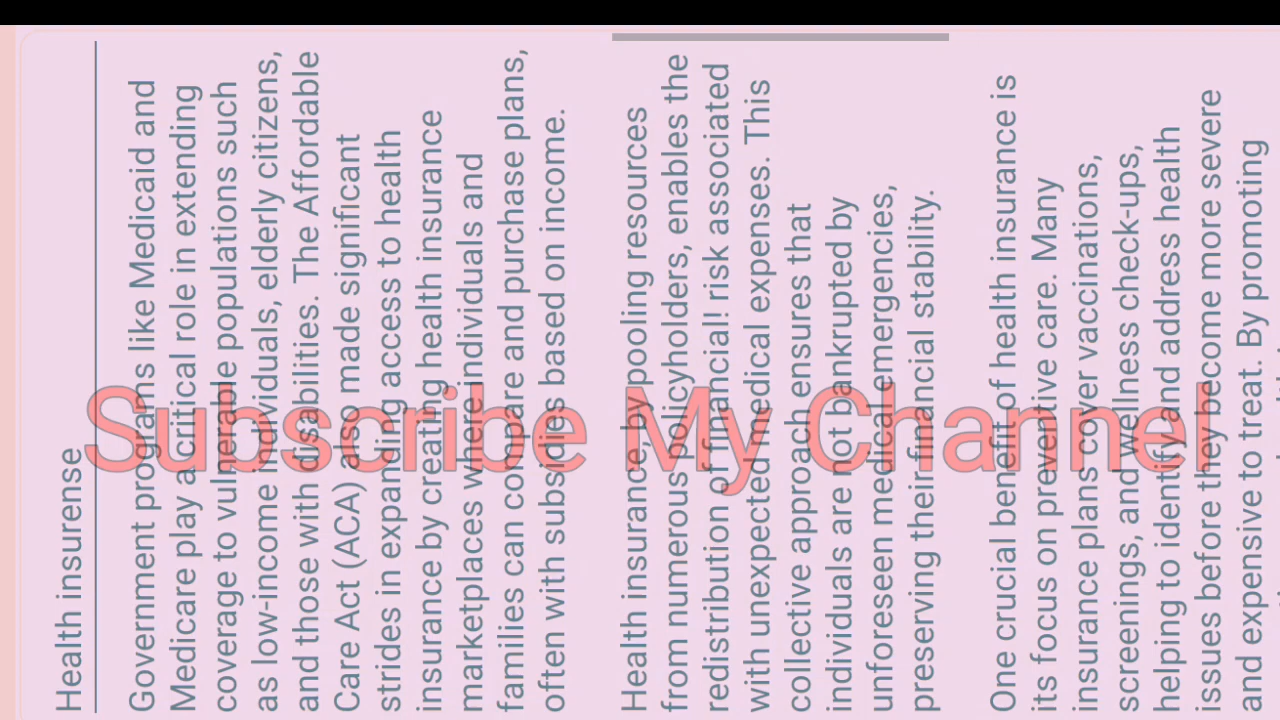 Health insurense
Government programs like Medicaid and
Medicare play a critical role in extending
coverage to vulnerable populations such
as low-income individuals, elderly citizens,
and those with disabilities. The Affordable
Care Act (ACA) also made significant
strides in expanding access to health
insurance by creating health insurance
marketplaces where individuals and
families can compare and purchase plans,
often with subsidies based on income.
Health insurance, by pooling resources
from numerous policyholders, enables the
redistribution of financial! risk associated
with unexpected medical expenses. This
collective approach ensures that
individuals are not bankrupted by
unforeseen medical emergencies,
preserving their financial stability.
One crucial benefit of health insurance is
its focus on preventive care. Many
insurance plans cover vaccinations,
screenings, and wellness check-ups,
helping to identify and address health
issues before they become more severe
and expensive to treat. By promoting
Subscribe My Channel